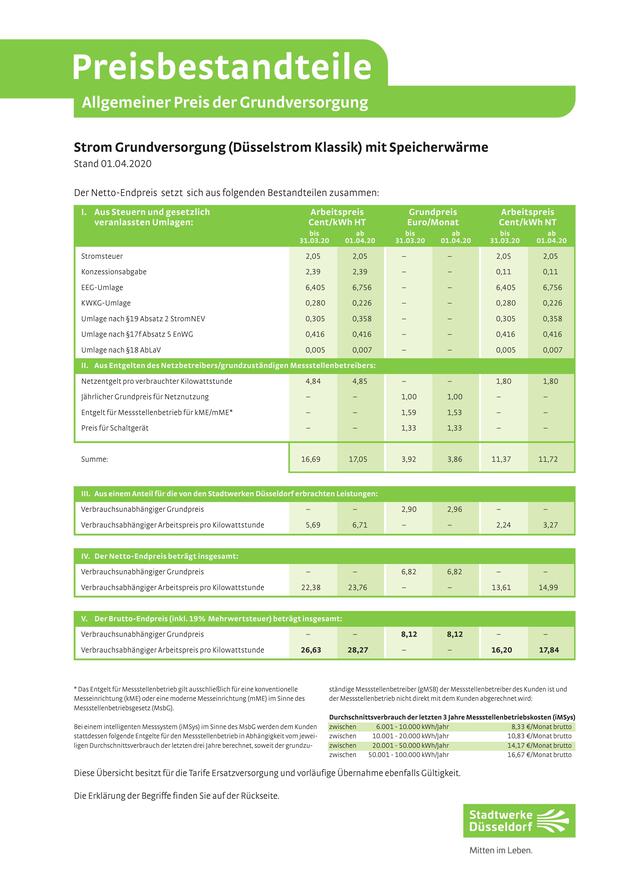 Preisbestandteile
Allgemeiner Preis der Grundversorgung
Strom Grundversorgung (Düsselstrom Klassik) mit Speicherwärme
Stand 01.04.2020
Der Netto-Endpreis setzt sich aus folgenden Bestandteilen zusammen:
I. Aus Steuern und gesetzlich veranlassten Umlagen: Arbeitspreis Cent/kWh HT Grundpreis Euro/Monat Arbeitspreis Cent/kWh NT
bis 31.03.20 ab 01.04.20 bis 31.03.20 ab 01.04.20 bis 31.03.20 ab 01.04.20
Stromsteuer 2,05 2,05 – – 2,05 2,05
Konzessionsabgabe 2,39 2,39 – – 0,11 0,11
EEG-Umlage 6,405 6,756 – – 6,405 6,756
KWKG-Umlage 0,280 0,226 – – 0,280 0,226
Umlage nach §19 Absatz 2 StromNEV 0,305 0,358 – – 0,305 0,358
Umlage nach §17f Absatz 5 EnWG 0,416 0,416 – – 0,416 0,416
Umlage nach §18 AbLaV 0,005 0,007 – – 0,005 0,007
II. Aus Entgelten des Netzbetreibers/grundzuständigen Messstellenbetreibers:
Netzentgelt pro verbrauchter Kilowattstunde 4,84 4,85 – – 1,80 1,80
Jährlicher Grundpreis für Netznutzung – – 1,00 1,00 – –
Entgelt für Messstellenbetrieb für kME/mME* – – 1,59 1,53 – –
Preis für Schaltgerät – – 1,33 1,33 – –
Summe: 16,69 17,05 3,92 3,86 11,37 11,72
III. Aus einem Anteil für die von den Stadtwerken Düsseldorf erbrachten Leistungen:
Verbrauchsunabhängiger Grundpreis – – 2,90 2,96 – –
Verbrauchsabhängiger Arbeitspreis pro Kilowattstunde 5,69 6,71 – – 2,24 3,27
IV. Der Netto-Endpreis beträgt insgesamt:
Verbrauchsunabhängiger Grundpreis – – 6,82 6,82 – –
Verbrauchsabhängiger Arbeitspreis pro Kilowattstunde 22,38 23,76 – – 13,61 14,99
V. Der Brutto-Endpreis (inkl. 19% Mehrwertsteuer) beträgt insgesamt:
Verbrauchsunabhängiger Grundpreis – – 8,12 8,12 – –
Verbrauchsabhängiger Arbeitspreis pro Kilowattstunde 26,63 28,27 – – 16,20 17,84
* Das Entgelt für Messstellenbetrieb gilt ausschließlich für eine konventionelle
Messeinrichtung (kME) oder eine moderne Messeinrichtung (mME) im Sinne des
Messstellenbetriebsgesetz (MsbG).
Bei einem intelligenten Messsystem (iMSys) im Sinne des MsbG werden dem Kunden
stattdessen folgende Entgelte für den Messstellenbetrieb in Abhängigkeit vom jewei-
ligen Durchschnittsverbrauch der letzten drei Jahre berechnet, soweit der grundzu-
ständige Messstellenbetreiber (gMSB) der Messstellenbetreiber des Kunden ist und
der Messstellenbetrieb nicht direkt mit dem Kunden abgerechnet wird:
Durchschnittsverbrauch der letzten 3 Jahre Messstellenbetriebskosten (iMSys)
zwischen 6.001 - 10.000 kWh/Jahr 8,33 €/Monat brutto
zwischen 10.001 - 20.000 kWh/Jahr 10,83 €/Monat brutto
zwischen 20.001 - 50.000 kWh/Jahr 14,17 €/Monat brutto
zwischen 50.001 - 100.000 kWh/Jahr 16,67 €/Monat brutto
Diese Übersicht besitzt für die Tarife Ersatzversorgung und vorläufige Übernahme ebenfalls Gültigkeit.
Die Erklärung der Begriffe finden Sie auf der Rückseite.
Stadtwerke
Düsseldorf
Mitten im Leben.